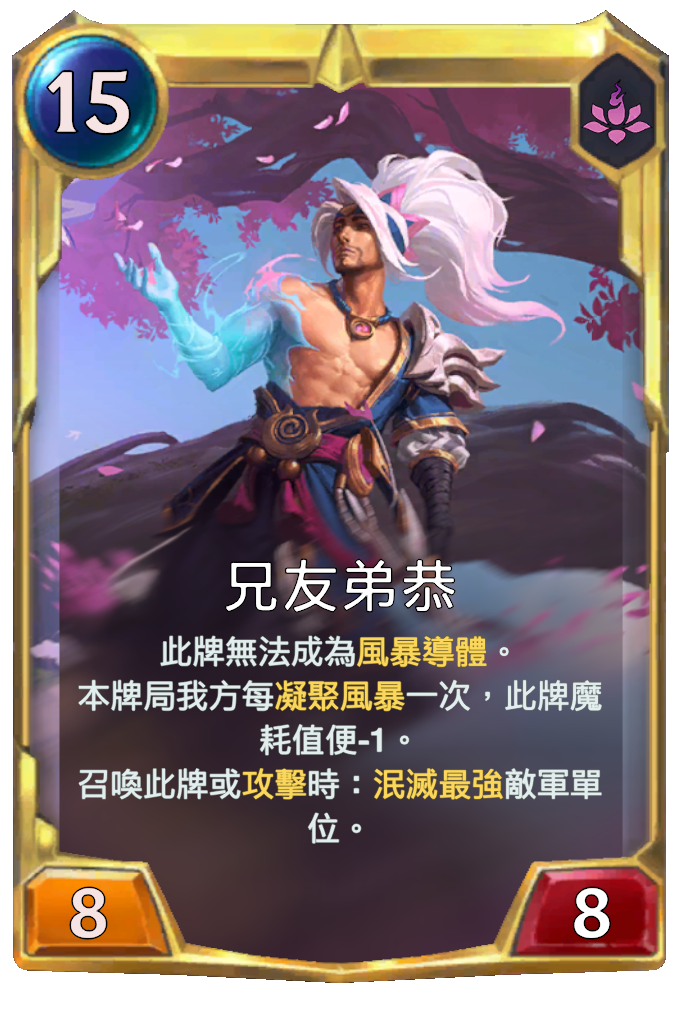 15
兄友弟恭
此牌無法成為風暴導體。
本牌局我方每凝聚風暴一次，此牌魔
耗值便-1。
召喚此牌或攻擊時：泯滅最強敵軍單
位。
8
8